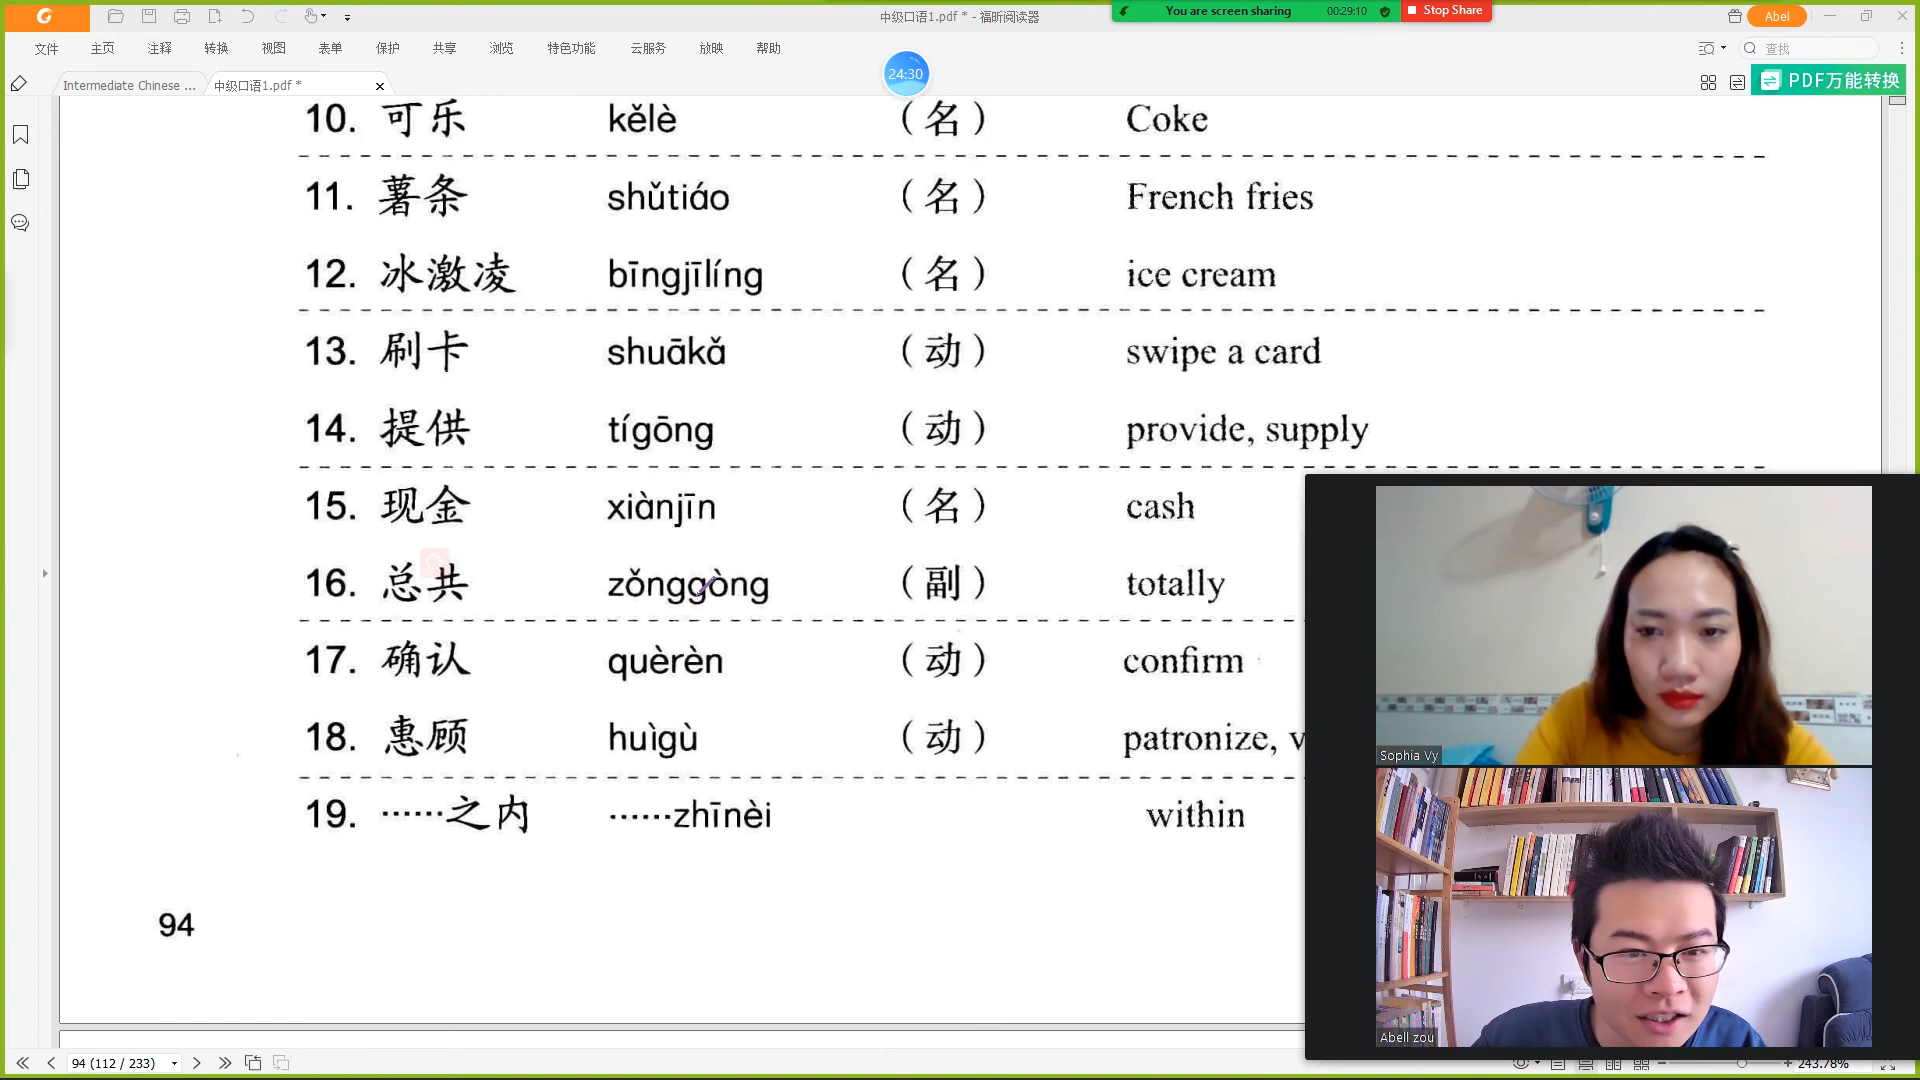 中级口语1.pdf * - 福昕阅读器
You are screen sharing 00:29:10 Stop Share
Abel
文件 主页 注释 转换 视图 表单 保护 共享 浏览 特色功能 云服务 放映 帮助
查找
24:30
Intermediate Chinese ... 中级口语1.pdf *
PDF万能转换
10. 可乐 kělè （名） Coke
11. 薯条 shǔtiáo （名） French fries
12. 冰激凌 bīngjīlíng （名） ice cream
13. 刷卡 shuākǎ （动） swipe a card
14. 提供 tígōng （动） provide, supply
15. 现金 xiànjīn （名） cash
16. 总共 zǒnggòng （副） totally
17. 确认 quèrèn （动） confirm
18. 惠顾 huìgù （动） patronize, v
19. ……之内 ……zhīnèi within
94
Sophia Vy
Abell zou
94 (112 / 233)
243.78%